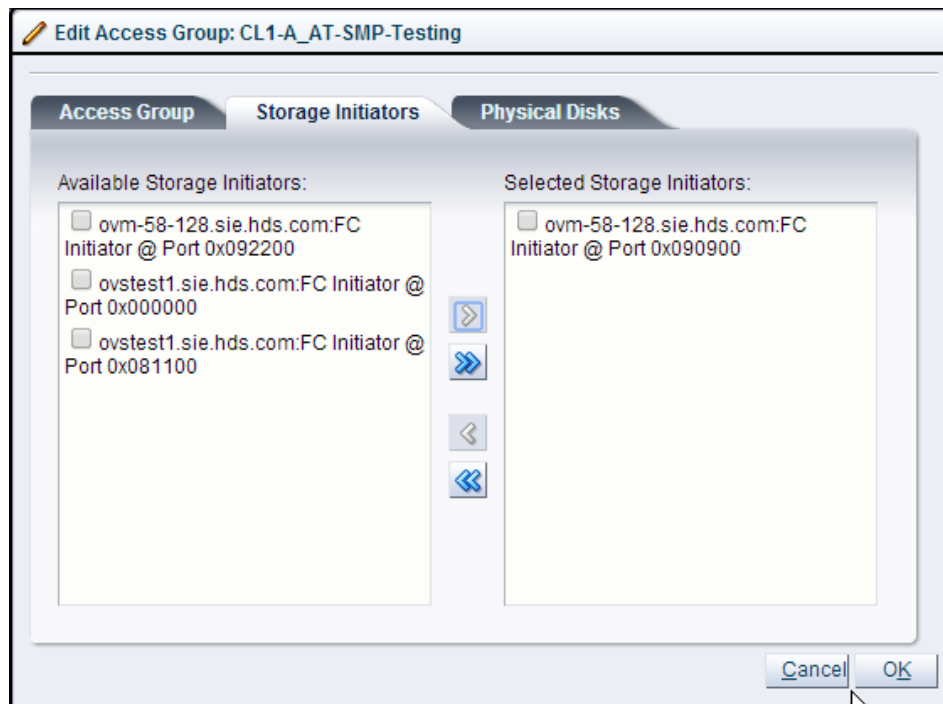 Edit Access Group: CL1-A_AT-SMP-Testing
Access Group
Storage Initiators
Physical Disks
Available Storage Initiators:
ovm-58-128.sie.hds.com:FC
Initiator @ Port 0x092200
ovstest1.sie.hds.com:FC Initiator @
Port 0x000000
ovstest1.sie.hds.com:FC Initiator @
Port 0x081100
Selected Storage Initiators:
ovm-58-128.sie.hds.com:FC
Initiator @ Port 0x090900
Cancel
OK